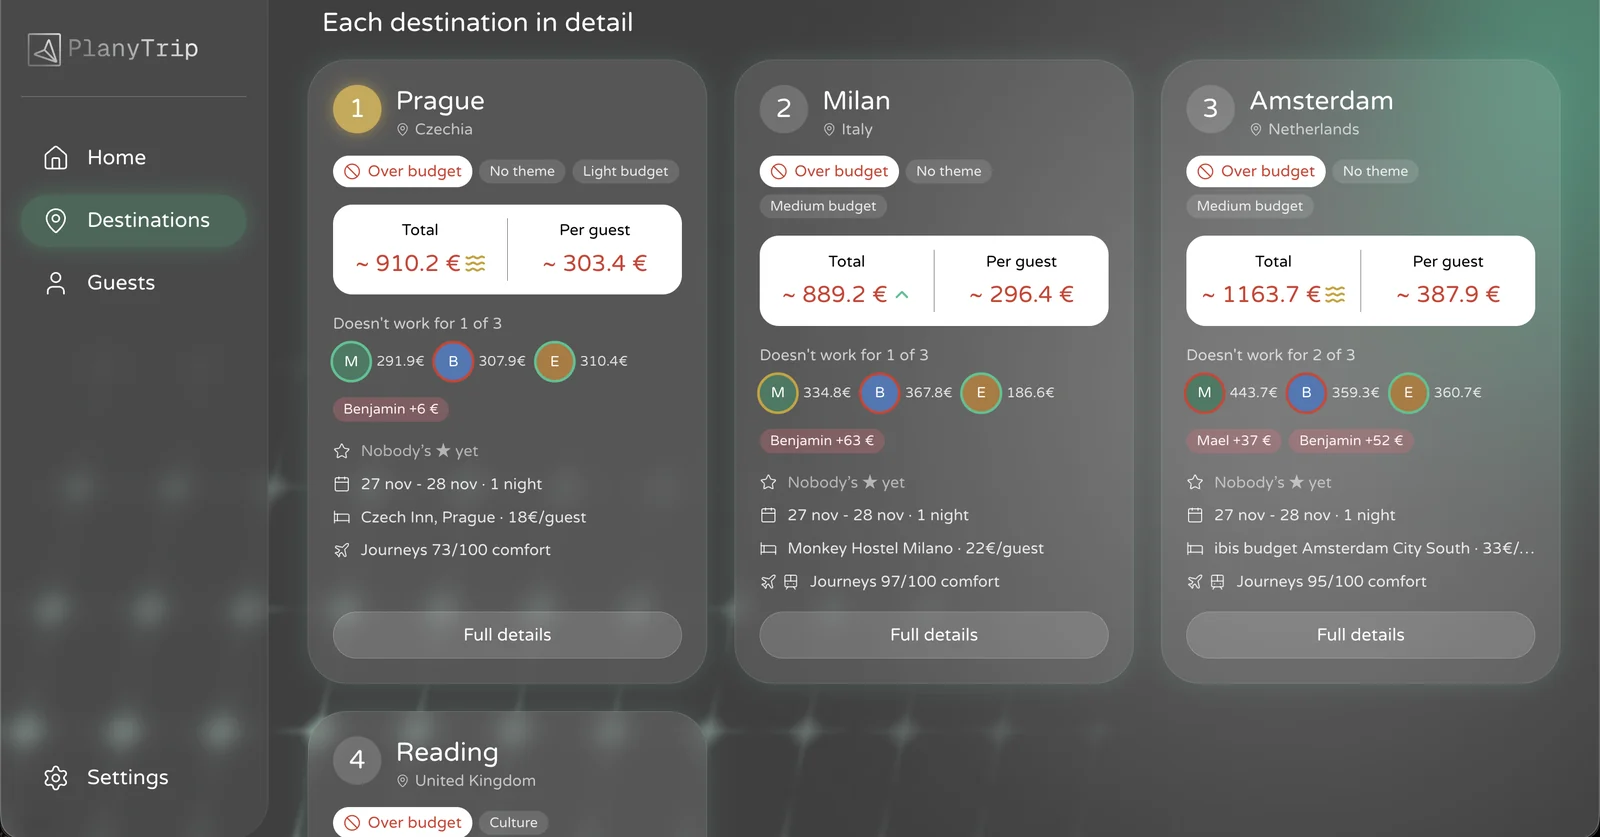 PlanyTrip
Home
Destinations
Guests
Settings
Each destination in detail
1
Prague
Czechia
Over budget
No theme
Light budget
Total
Per guest
~ 910.2 €
~ 303.4 €
Doesn't work for 1 of 3
M 291.9€ B 307.9€ E 310.4€
Benjamin +6 €
Nobody's ★ yet
27 nov - 28 nov · 1 night
Czech Inn, Prague · 18€/guest
Journeys 73/100 comfort
Full details
2
Milan
Italy
Over budget
No theme
Medium budget
Total
Per guest
~ 889.2 €
~ 296.4 €
Doesn't work for 1 of 3
M 334.8€ B 367.8€ E 186.6€
Benjamin +63 €
Nobody's ★ yet
27 nov - 28 nov · 1 night
Monkey Hostel Milano · 22€/guest
Journeys 97/100 comfort
Full details
3
Amsterdam
Netherlands
Over budget
No theme
Medium budget
Total
Per guest
~ 1163.7 €
~ 387.9 €
Doesn't work for 2 of 3
M 443.7€ B 359.3€ E 360.7€
Mael +37 €
Benjamin +52 €
Nobody's ★ yet
27 nov - 28 nov · 1 night
ibis budget Amsterdam City South · 33€/...
Journeys 95/100 comfort
Full details
4
Reading
United Kingdom
Over budget
Culture